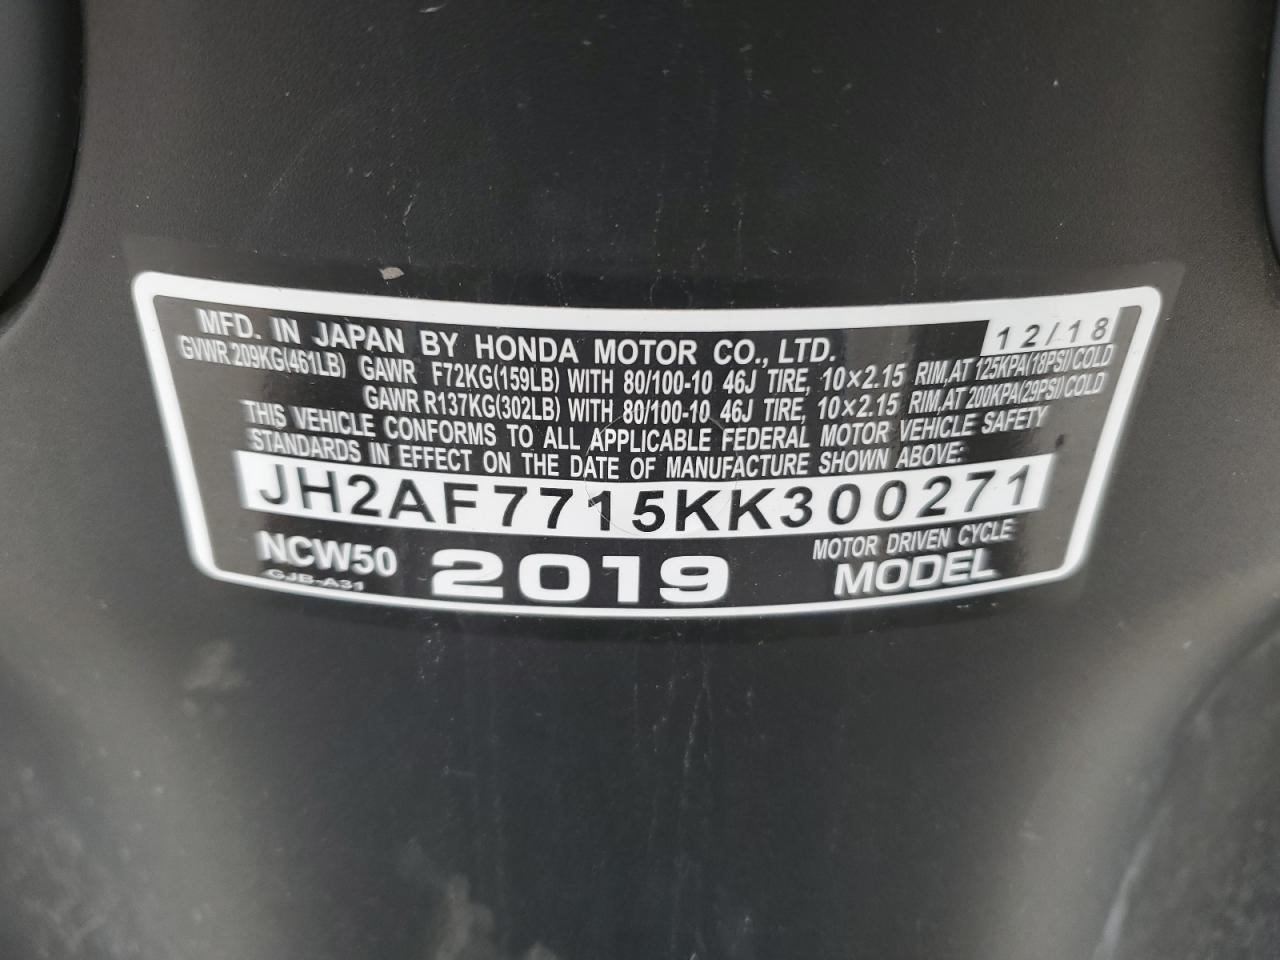 MFD. IN JAPAN BY HONDA MOTOR CO., LTD. 12/18
GVWR 209KG(461LB) GAWR F72KG(159LB) WITH 80/100-10 46J TIRE, 10×2.15 RIM,AT 125KPA(18PSI)/COLD
GAWR R137KG(302LB) WITH 80/100-10 46J TIRE, 10×2.15 RIM,AT 200KPA(29PSI)/COLD
THIS VEHICLE CONFORMS TO ALL APPLICABLE FEDERAL MOTOR VEHICLE SAFETY
STANDARDS IN EFFECT ON THE DATE OF MANUFACTURE SHOWN ABOVE:
JH2AF7715KK300271
NCW50 2019 MOTOR DRIVEN CYCLE
GJB-A31 MODEL